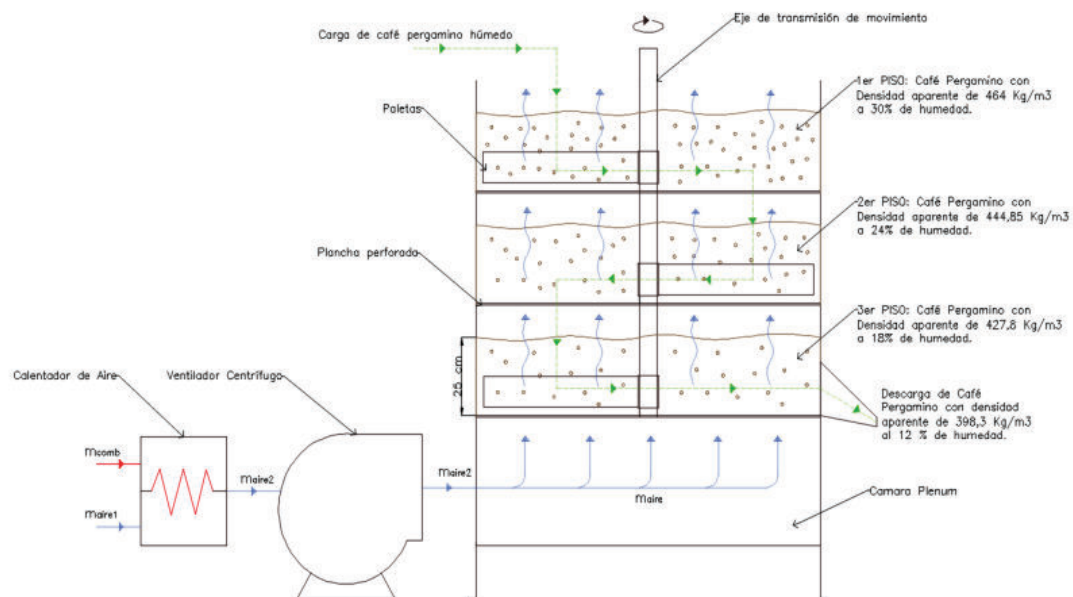 Eje de transmisión de movimiento
Carga de café pergamino húmedo
Paletas
1er PISO: Café Pergamino con
Densidad aparente de 464 Kg/m3
a 30% de humedad.
2er PISO: Café Pergamino con
Densidad aparente de 444,85 Kg/m3
a 24% de humedad.
Plancha perforada
3er PISO: Café Pergamino con
Densidad aparente de 427.8 Kg/m3
a 18% de humedad.
25 cm
Calentador de Aire
Ventilador Centrífugo
Descarga de Café
Pergamino con densidad
aparente de 398,3 Kg/m3
al 12 % de humedad.
mcomb
maire2
maire2
maire
maire1
Camara Plenum